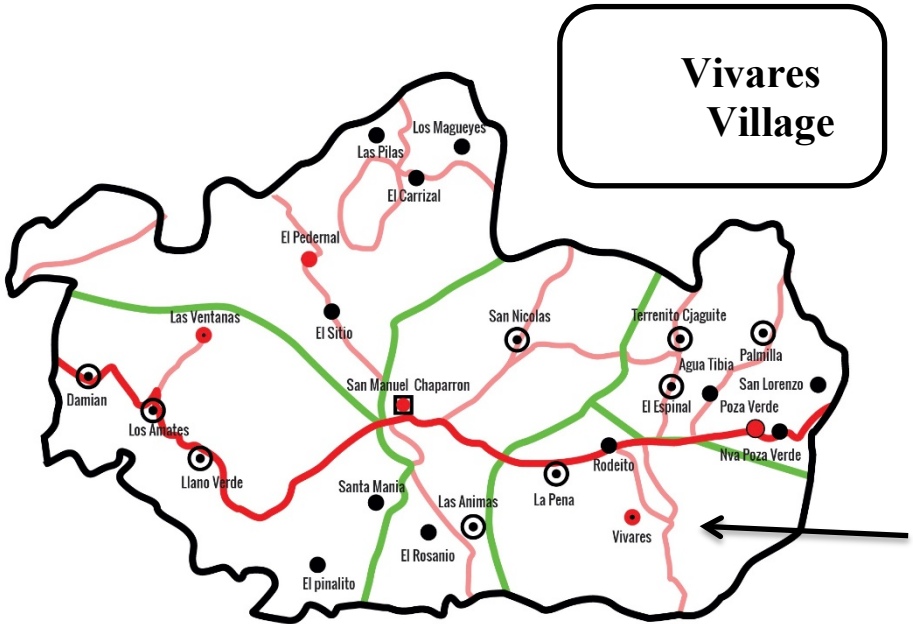 Vivares
Village
Los Magueyes
Las Pilas
El Carrizal
El Pedernal
Las Ventanas
El Sitio
San Nicolas
Terrenito Cjaguite
Agua Tibia
Palmilla
San Manuel Chaparron
San Lorenzo
Damian
El Espinal
Poza Verde
Los Amates
Nva Poza Verde
Rodeito
Llano Verde
Santa Mania
Las Animas
La Pena
Vivares
El Rosanio
El pinalito